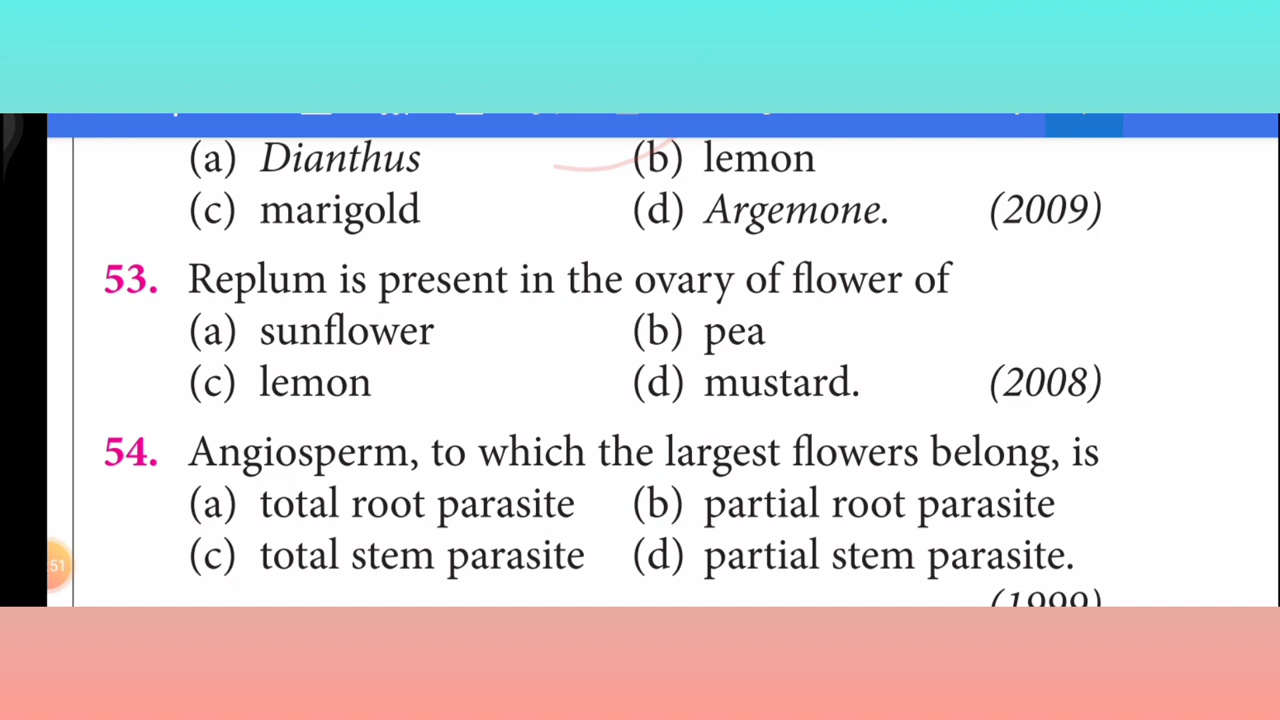 (a) Dianthus (b) lemon
(c) marigold (d) Argemone. (2009)
53. Replum is present in the ovary of flower of
(a) sunflower (b) pea
(c) lemon (d) mustard. (2008)
54. Angiosperm, to which the largest flowers belong, is
(a) total root parasite (b) partial root parasite
:51 (c) total stem parasite (d) partial stem parasite.
(1999)